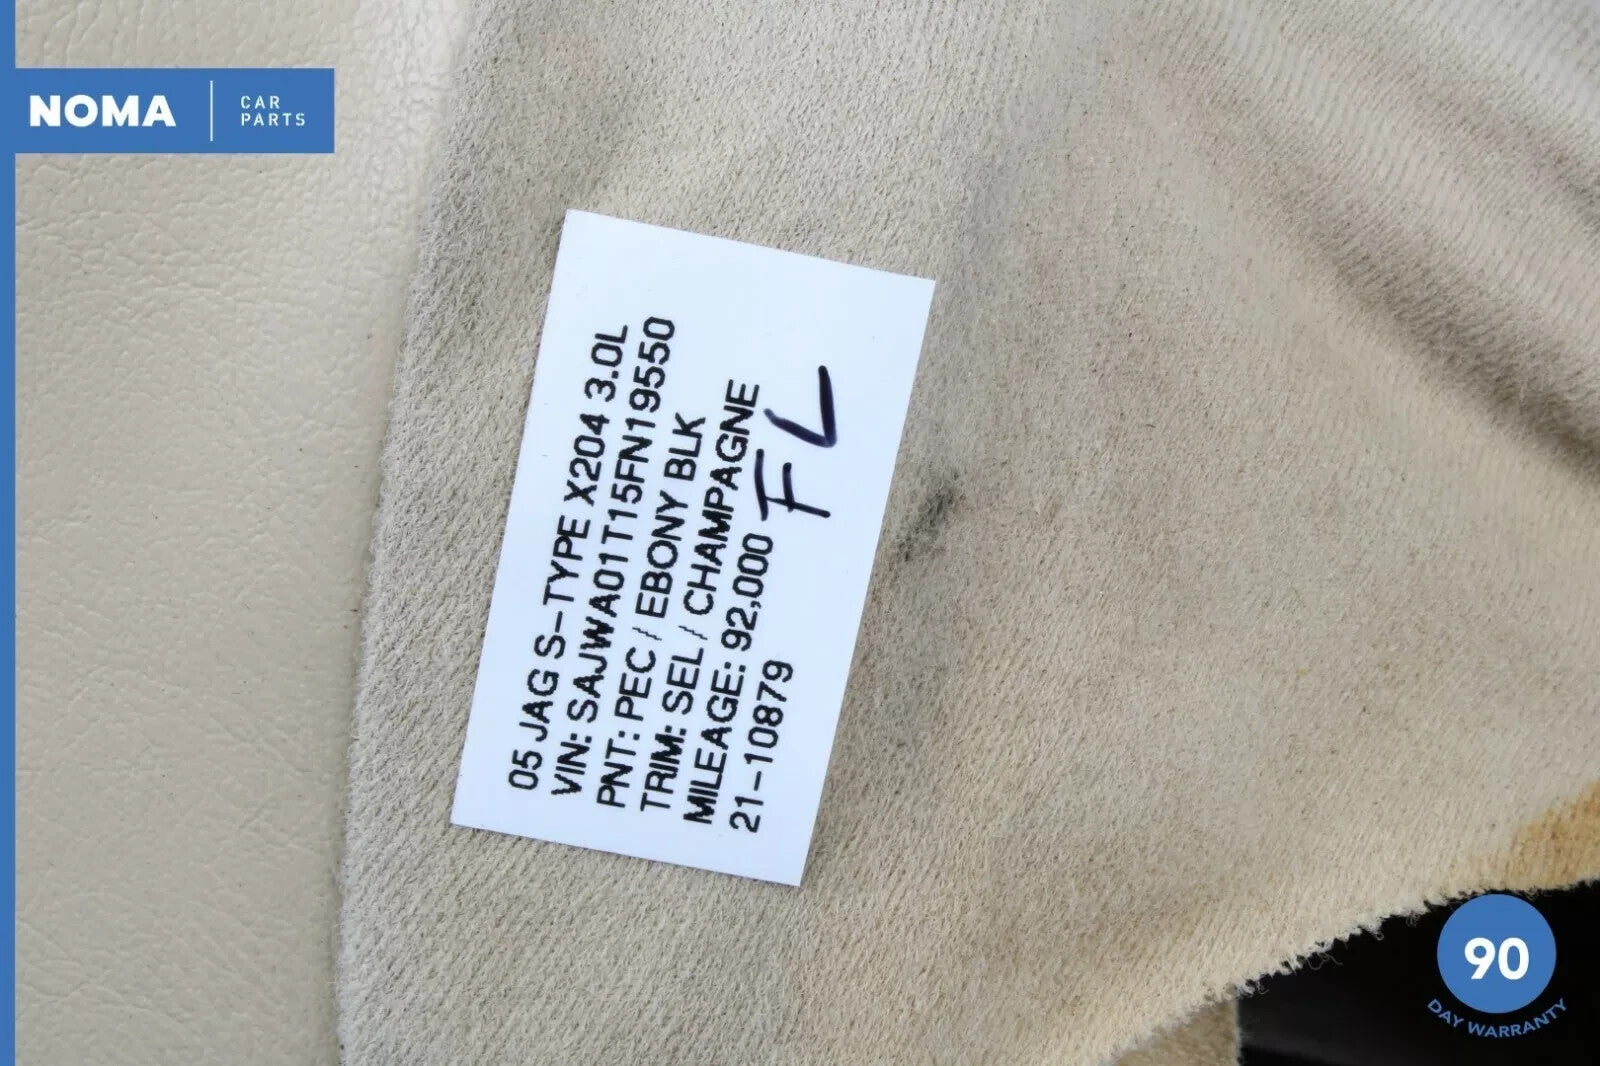 NOMA
CAR
PARTS
05 JAG S-TYPE X204 3.0L
VIN: SAJWA01T15FN19550
PNT: PEC / EBONY BLK
TRIM: SEL / CHAMPAGNE
MILEAGE: 92,000
21-10879
FL
90
DAY WARRANTY